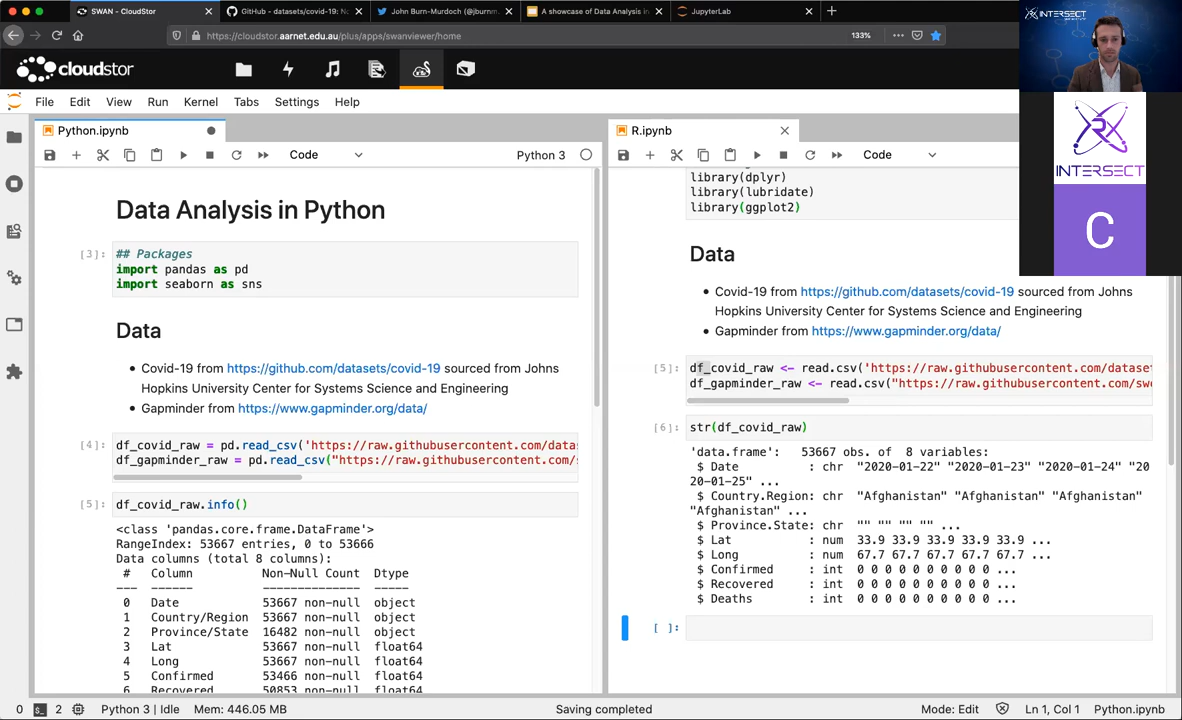 SWAN - CloudStor
GitHub - datasets/covid-19: No
John Burn-Murdoch (@jburnm
A showcase of Data Analysis in
JupyterLab
https://cloudstor.aarnet.edu.au/plus/apps/swanviewer/home
133%
cloudstor
INTERSECT
File Edit View Run Kernel Tabs Settings Help
INTERSECT
C
Python.ipynb
Code
Python 3
Data Analysis in Python
[3]:
## Packages
import pandas as pd
import seaborn as sns
Data
• Covid-19 from https://github.com/datasets/covid-19 sourced from Johns
Hopkins University Center for Systems Science and Engineering
• Gapminder from https://www.gapminder.org/data/
[4]:
df_covid_raw = pd.read_csv('https://raw.githubusercontent.com/datas
df_gapminder_raw = pd.read_csv("https://raw.githubusercontent.com/s
[5]:
df_covid_raw.info()
<class 'pandas.core.frame.DataFrame'>
RangeIndex: 53667 entries, 0 to 53666
Data columns (total 8 columns):
# Column Non-Null Count Dtype
--- ------ -------------- -----
0 Date 53667 non-null object
1 Country/Region 53667 non-null object
2 Province/State 16482 non-null object
3 Lat 53667 non-null float64
4 Long 53667 non-null float64
5 Confirmed 53466 non-null float64
6 Recovered 50853 non-null float64
R.ipynb
Code
library(dplyr)
library(lubridate)
library(ggplot2)
Data
• Covid-19 from https://github.com/datasets/covid-19 sourced from Johns
Hopkins University Center for Systems Science and Engineering
• Gapminder from https://www.gapminder.org/data/
[5]:
df_covid_raw <- read.csv('https://raw.githubusercontent.com/dataset
df_gapminder_raw <- read.csv("https://raw.githubusercontent.com/swc
[6]:
str(df_covid_raw)
'data.frame': 53667 obs. of 8 variables:
$ Date : chr "2020-01-22" "2020-01-23" "2020-01-24" "20
20-01-25" ...
$ Country.Region: chr "Afghanistan" "Afghanistan" "Afghanistan"
"Afghanistan" ...
$ Province.State: chr "" "" "" "" ...
$ Lat : num 33.9 33.9 33.9 33.9 33.9 ...
$ Long : num 67.7 67.7 67.7 67.7 67.7 ...
$ Confirmed : int 0 0 0 0 0 0 0 0 0 0 ...
$ Recovered : int 0 0 0 0 0 0 0 0 0 0 ...
$ Deaths : int 0 0 0 0 0 0 0 0 0 0 ...
[ ]:
0 2 Python 3 | Idle Mem: 446.05 MB Saving completed Mode: Edit Ln 1, Col 1 Python.ipynb